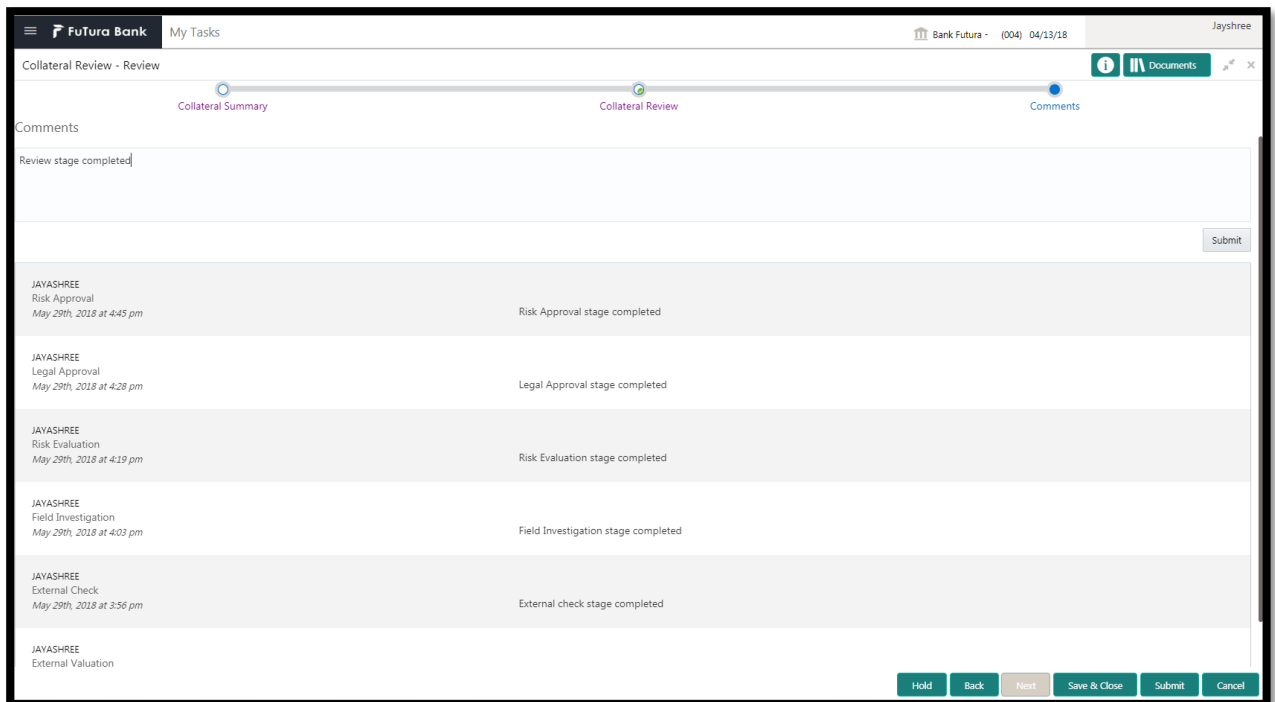 FuTura Bank
My Tasks
Bank Futura - (004) 04/13/18
Jayshree
Collateral Review - Review
i
Documents
Collateral Summary
Collateral Review
Comments
Comments
Review stage completed
Submit
JAYASHREE
Risk Approval
May 29th, 2018 at 4:45 pm
Risk Approval stage completed
JAYASHREE
Legal Approval
May 29th, 2018 at 4:28 pm
Legal Approval stage completed
JAYASHREE
Risk Evaluation
May 29th, 2018 at 4:19 pm
Risk Evaluation stage completed
JAYASHREE
Field Investigation
May 29th, 2018 at 4:03 pm
Field Investigation stage completed
JAYASHREE
External Check
May 29th, 2018 at 3:56 pm
External check stage completed
JAYASHREE
External Valuation
Hold
Back
Next
Save & Close
Submit
Cancel